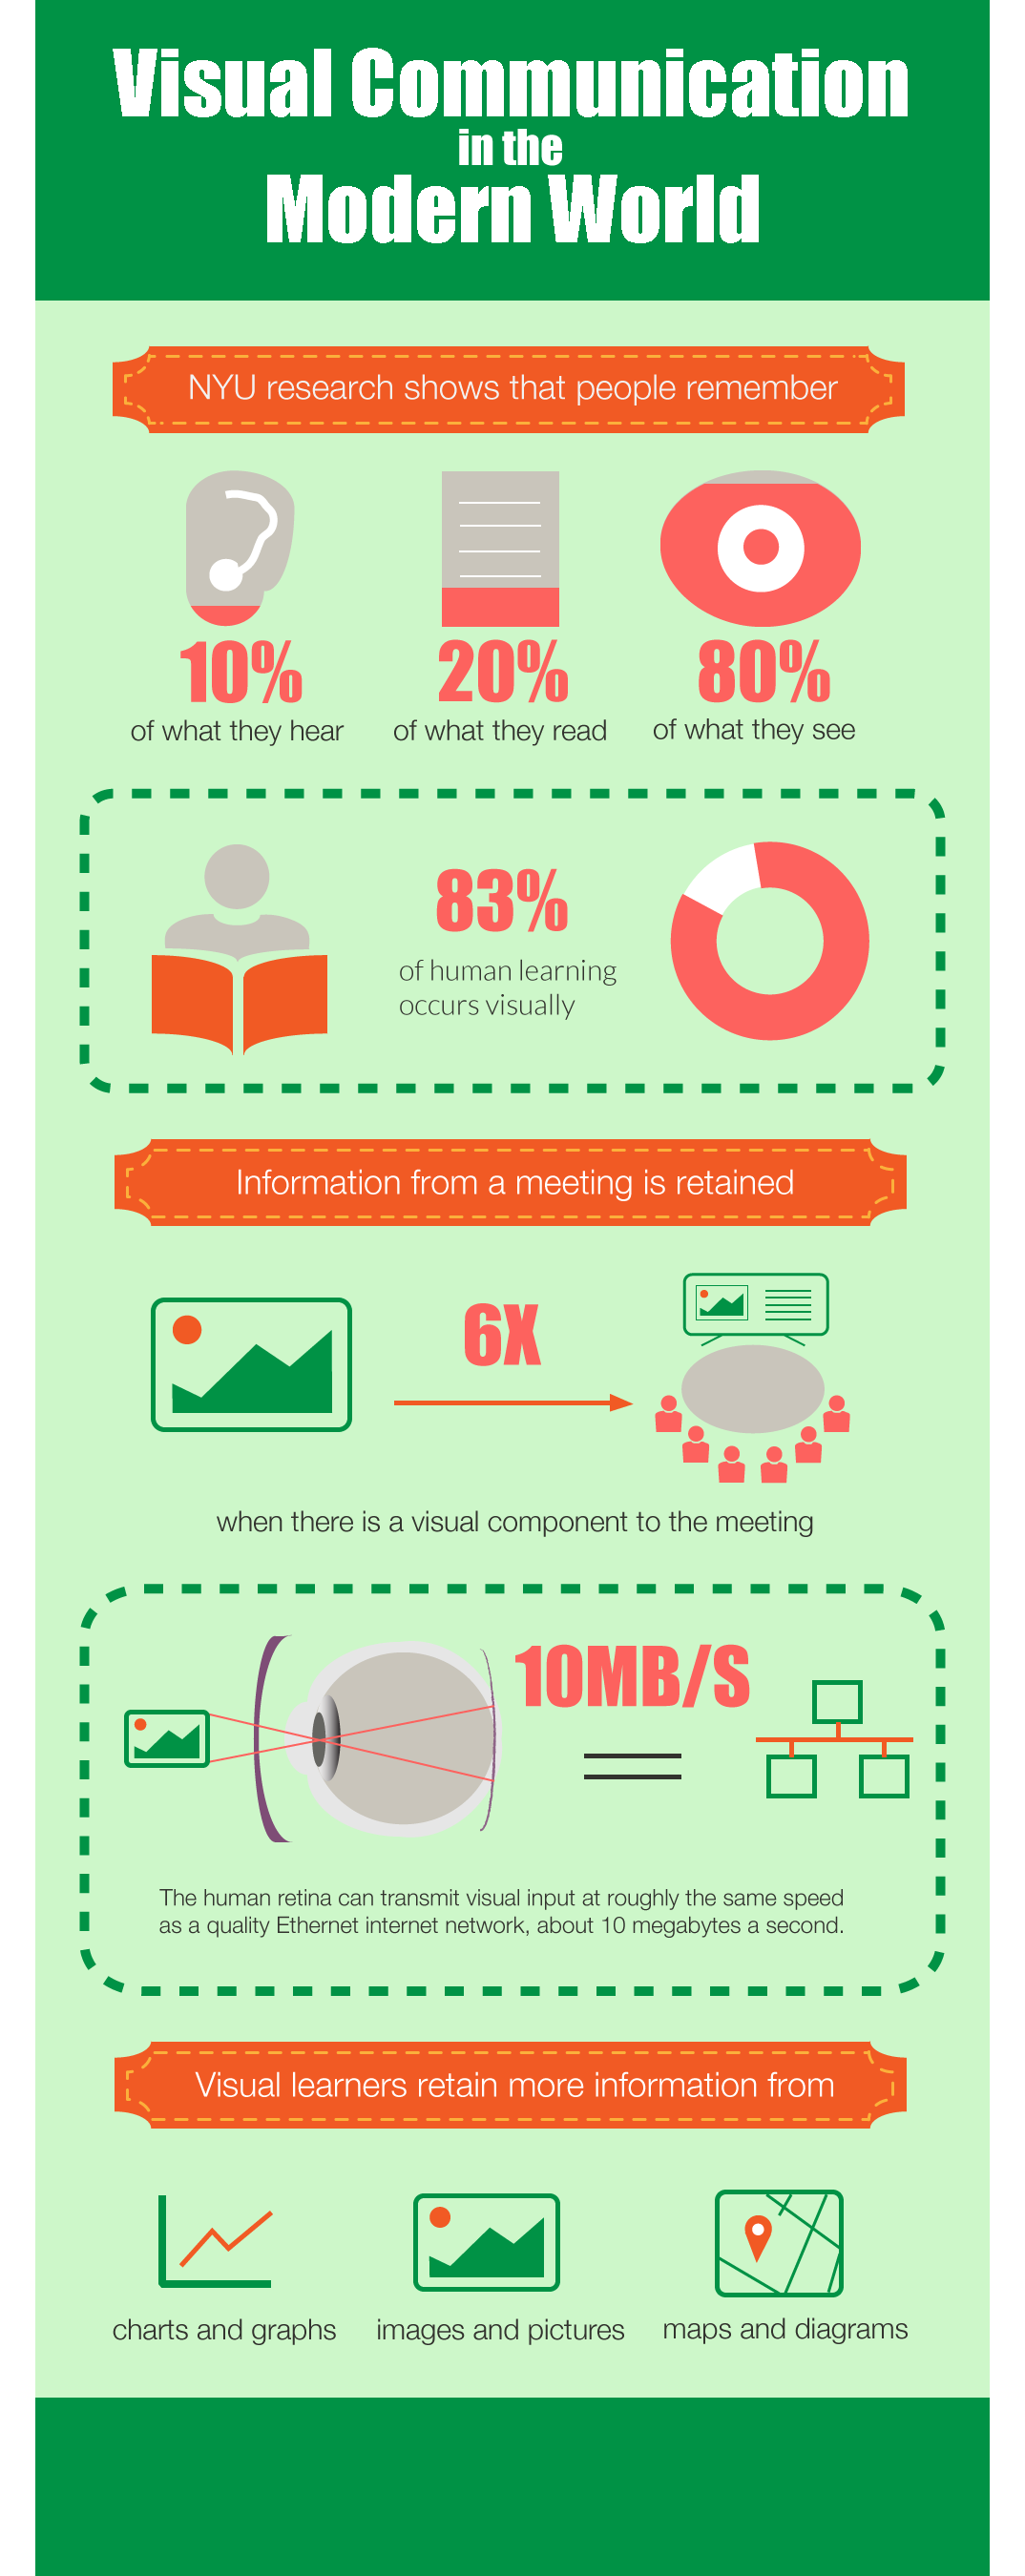 Visual Communication
in the
Modern World
NYU research shows that people remember
10%
of what they hear
20%
of what they read
80%
of what they see
83%
of human learning
occurs visually
Information from a meeting is retained
6X
when there is a visual component to the meeting
10MB/S
The human retina can transmit visual input at roughly the same speed
as a quality Ethernet internet network, about 10 megabytes a second.
Visual learners retain more information from
charts and graphs
images and pictures
maps and diagrams